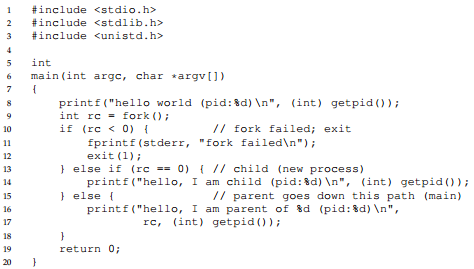 1 #include <stdio.h>
2 #include <stdlib.h>
3 #include <unistd.h>
4
5 int
6 main(int argc, char *argv[])
7 {
8     printf("hello world (pid:%d)\n", (int) getpid());
9     int rc = fork();
10     if (rc < 0) {         // fork failed; exit
11         fprintf(stderr, "fork failed\n");
12         exit(1);
13     } else if (rc == 0) { // child (new process)
14         printf("hello, I am child (pid:%d)\n", (int) getpid());
15     } else {              // parent goes down this path (main)
16         printf("hello, I am parent of %d (pid:%d)\n",
17                 rc, (int) getpid());
18     }
19     return 0;
20 }